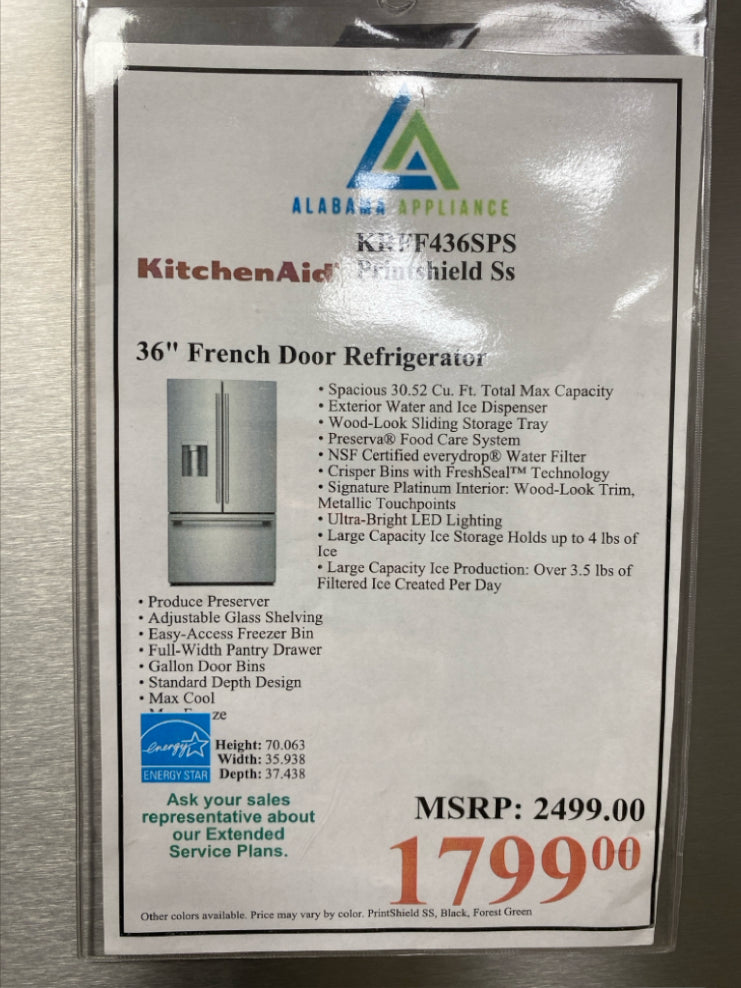 ALABAMA APPLIANCE
KRFF436SPS
KitchenAid Printshield Ss
36" French Door Refrigerator
• Spacious 30.52 Cu. Ft. Total Max Capacity
• Exterior Water and Ice Dispenser
• Wood-Look Sliding Storage Tray
• Preserva® Food Care System
• NSF Certified everydrop® Water Filter
• Crisper Bins with FreshSeal™ Technology
• Signature Platinum Interior: Wood-Look Trim,
Metallic Touchpoints
• Ultra-Bright LED Lighting
• Large Capacity Ice Storage Holds up to 4 lbs of
Ice
• Large Capacity Ice Production: Over 3.5 lbs of
Filtered Ice Created Per Day
• Produce Preserver
• Adjustable Glass Shelving
• Easy-Access Freezer Bin
• Full-Width Pantry Drawer
• Gallon Door Bins
• Standard Depth Design
• Max Cool
ze
energy
ENERGY STAR
Height: 70.063
Width: 35.938
Depth: 37.438
Ask your sales
representative about
our Extended
Service Plans.
MSRP: 2499.00
179900
Other colors available. Price may vary by color. PrintShield SS, Black, Forest Green